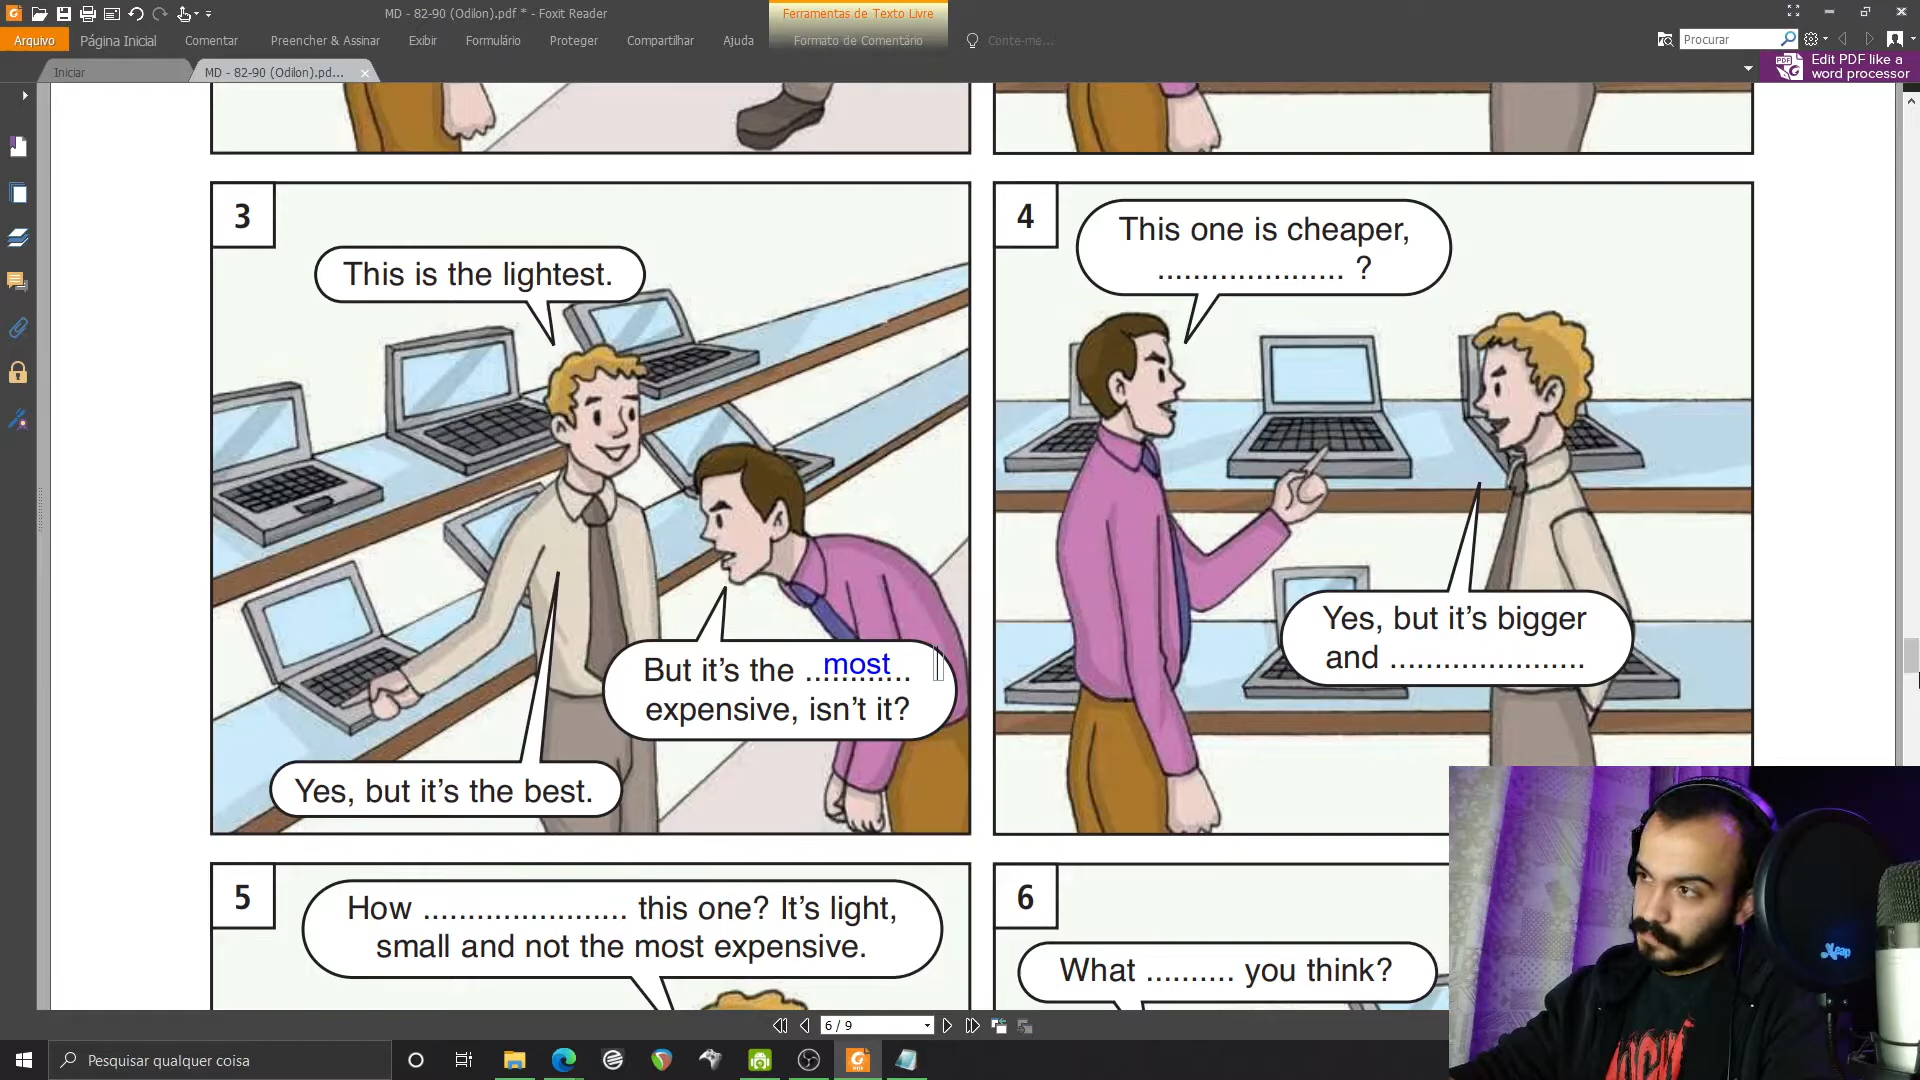 MD - 82-90 (Odilon).pdf * - Foxit Reader
Ferramentas de Texto Livre
Arquivo
Página Inicial
Comentar
Preencher & Assinar
Exibir
Formulário
Proteger
Compartilhar
Ajuda
Formato de Comentário
Conte-me...
Procurar
Iniciar
MD - 82-90 (Odilon).pd...
Edit PDF like a
word processor
3
This is the lightest.
But it's the ............
most
expensive, isn't it?
Yes, but it's the best.
4
This one is cheaper,
..................... ?
Yes, but it's bigger
and ......................
5
How ....................... this one? It's light,
small and not the most expensive.
6
What .......... you think?
6 / 9
Pesquisar qualquer coisa